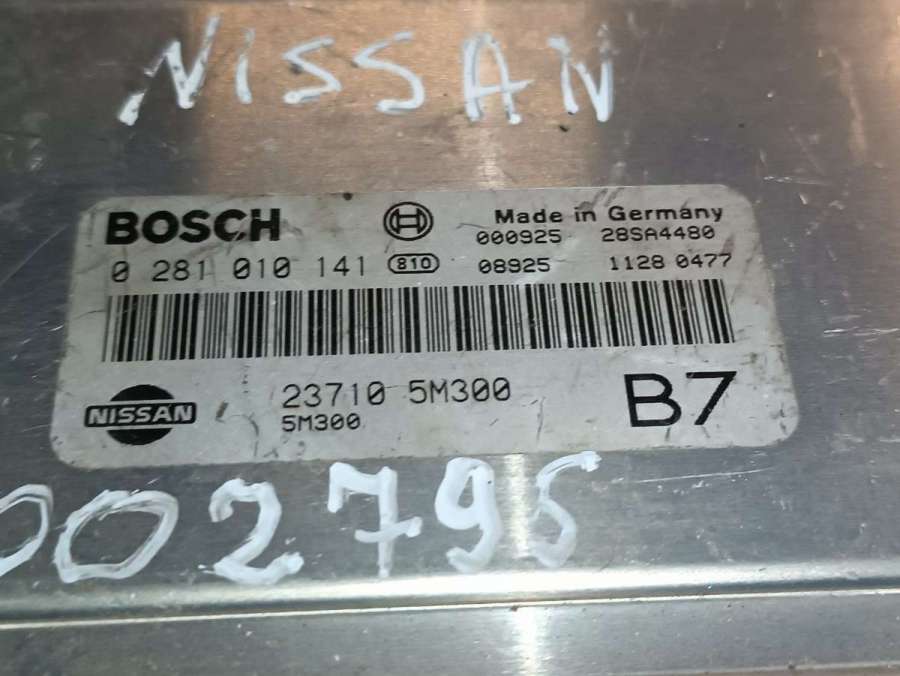 NISSAN
BOSCH Made in Germany
000925 28SA4480
0 281 010 141 810 08925 1128 0477
NISSAN 23710 5M300 B7
5M300
002795